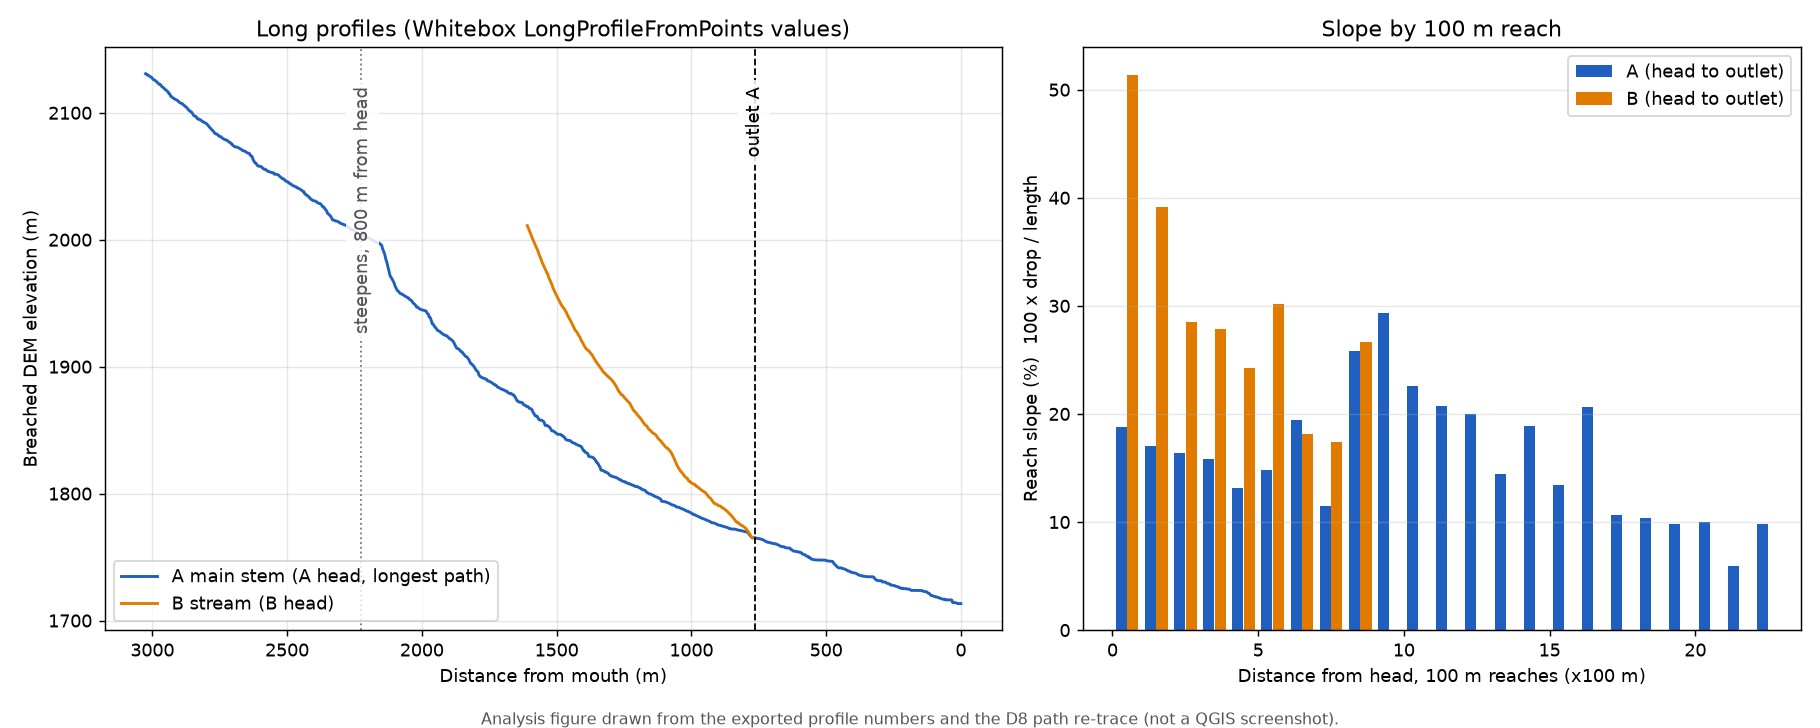 Long profiles (Whitebox LongProfileFromPoints values)
Breached DEM elevation (m)
2100
2000
1900
1800
1700
steepens, 800 m from head
outlet A
A main stem (A head, longest path)
B stream (B head)
3000 2500 2000 1500 1000 500 0
Distance from mouth (m)
Slope by 100 m reach
Reach slope (%) 100 x drop / length
50
40
30
20
10
0
A (head to outlet)
B (head to outlet)
0 5 10 15 20
Distance from head, 100 m reaches (x100 m)
Analysis figure drawn from the exported profile numbers and the D8 path re-trace (not a QGIS screenshot).